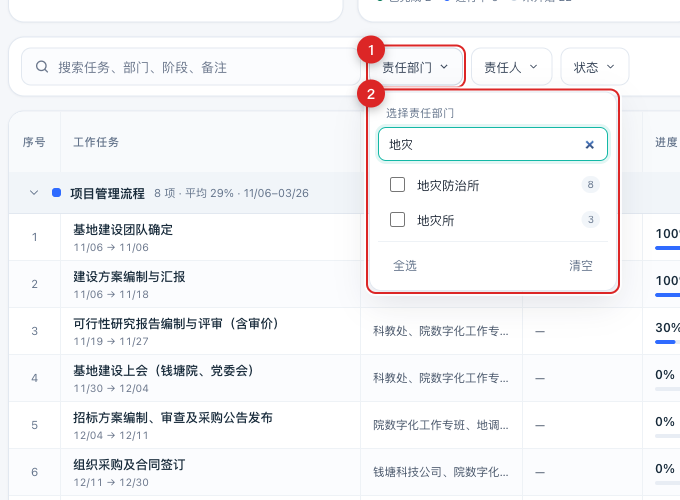 搜索任务、部门、阶段、备注
1
责任部门
责任人
状态
2
选择责任部门
地灾
地灾防治所
8
地灾所
3
全选
清空
序号
工作任务
进度
项目管理流程
8 项 · 平均 29% · 11/06–03/26
1
基地建设团队确定
11/06 → 11/06
100%
2
建设方案编制与汇报
11/06 → 11/18
100%
3
可行性研究报告编制与评审（含审价）
11/19 → 11/27
科教处、院数字化工作专...
—
30%
4
基地建设上会（钱塘院、党委会）
11/30 → 12/04
科教处、院数字化工作专...
—
0%
5
招标方案编制、审查及采购公告发布
12/04 → 12/11
院数字化工作专班、地调...
—
0%
6
组织采购及合同签订
12/11 → 12/30
钱塘科技公司、院数字化...
—
0%